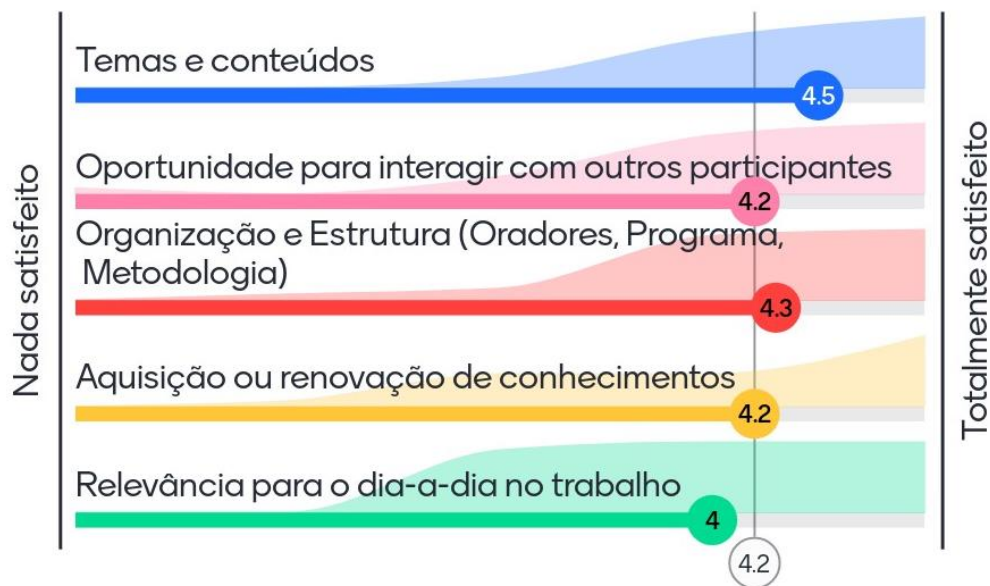 Nada satisfeito
Temas e conteúdos
4.5
Oportunidade para interagir com outros participantes
4.2
Organização e Estrutura (Oradores, Programa,
Metodologia)
4.3
Aquisição ou renovação de conhecimentos
4.2
Relevância para o dia-a-dia no trabalho
4
4.2
Totalmente satisfeito